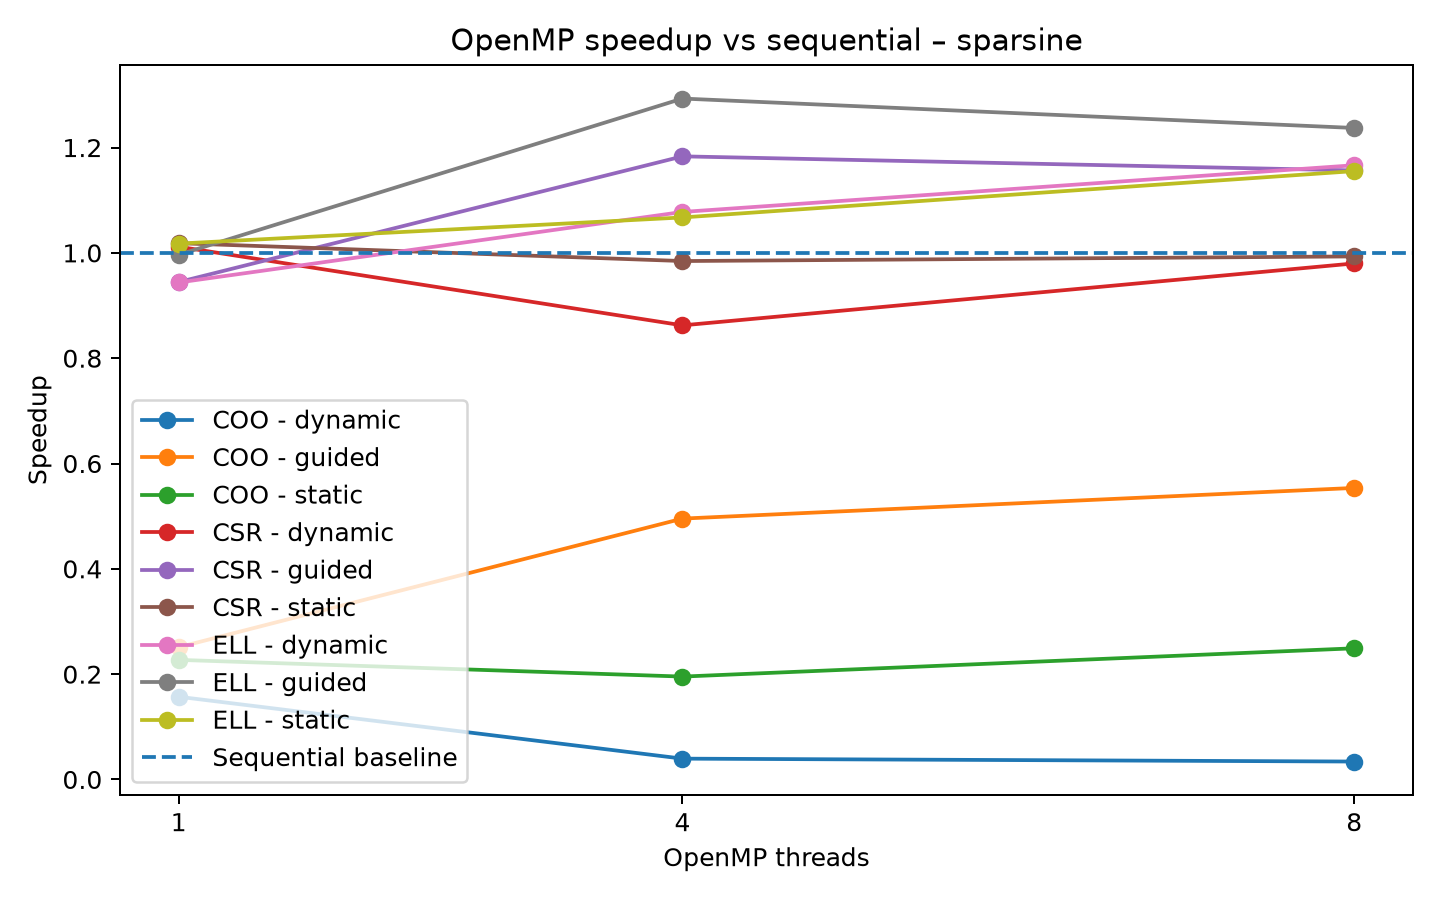 OpenMP speedup vs sequential – sparsine
Speedup
1.2
1.0
0.8
0.6
0.4
0.2
0.0
COO - dynamic
COO - guided
COO - static
CSR - dynamic
CSR - guided
CSR - static
ELL - dynamic
ELL - guided
ELL - static
Sequential baseline
1 4 8
OpenMP threads